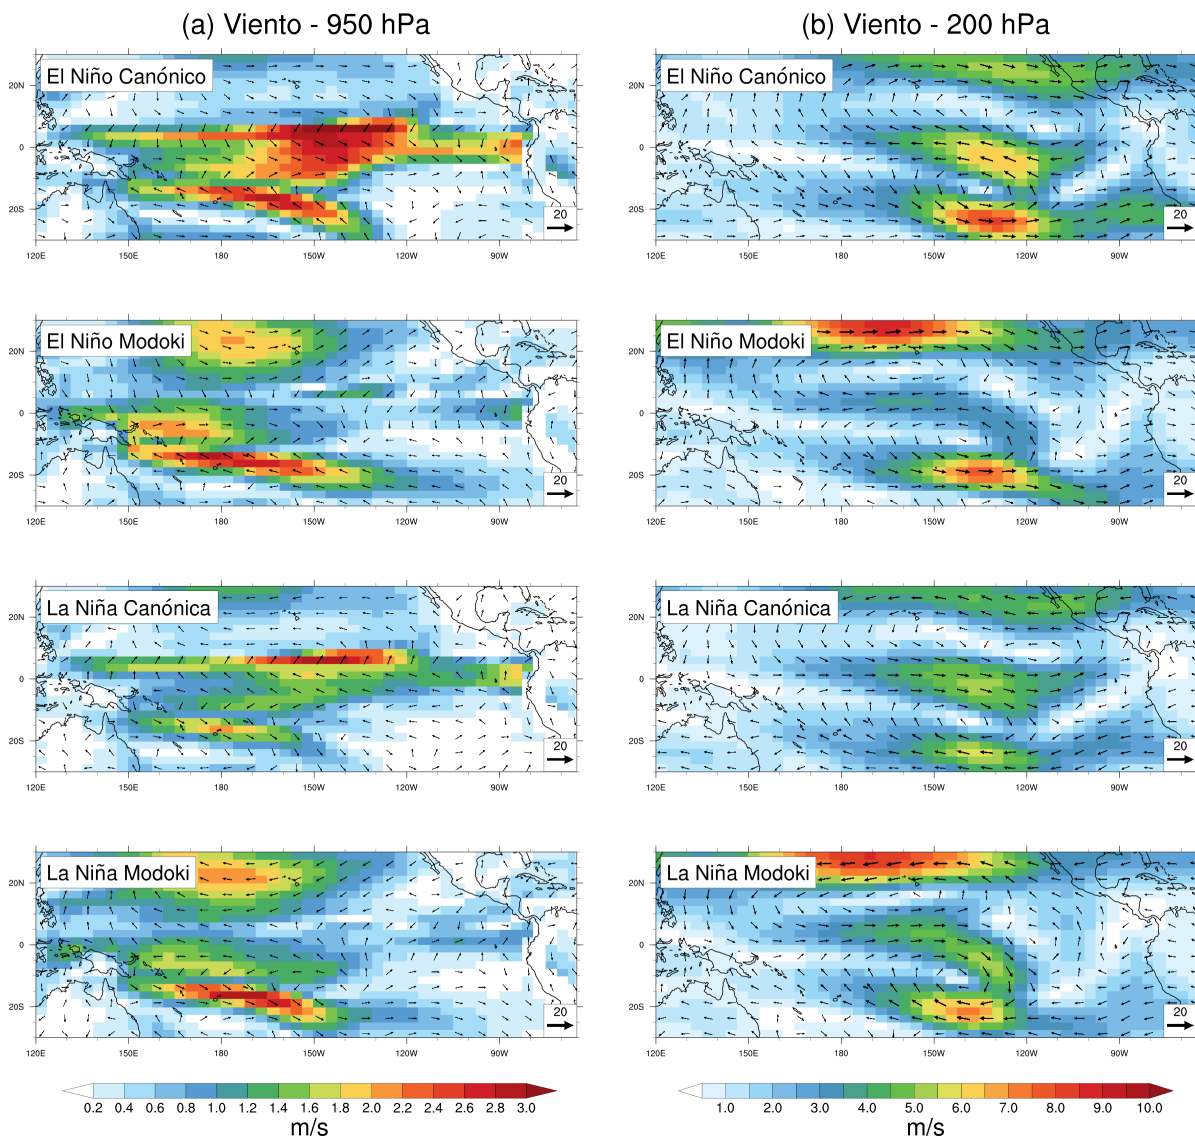 (a) Viento - 950 hPa
(b) Viento - 200 hPa
El Niño Canónico
20N
0
20S
20
120E 150E 180 150W 120W 90W
El Niño Canónico
20N
0
20S
20
120E 150E 180 150W 120W 90W
El Niño Modoki
20N
0
20S
20
120E 150E 180 150W 120W 90W
El Niño Modoki
20N
0
20S
20
120E 150E 180 150W 120W 90W
La Niña Canónica
20N
0
20S
20
120E 150E 180 150W 120W 90W
La Niña Canónica
20N
0
20S
20
120E 150E 180 150W 120W 90W
La Niña Modoki
20N
0
20S
20
120E 150E 180 150W 120W 90W
La Niña Modoki
20N
0
20S
20
120E 150E 180 150W 120W 90W
0.2 0.4 0.6 0.8 1.0 1.2 1.4 1.6 1.8 2.0 2.2 2.4 2.6 2.8 3.0
m/s
1.0 2.0 3.0 4.0 5.0 6.0 7.0 8.0 9.0 10.0
m/s